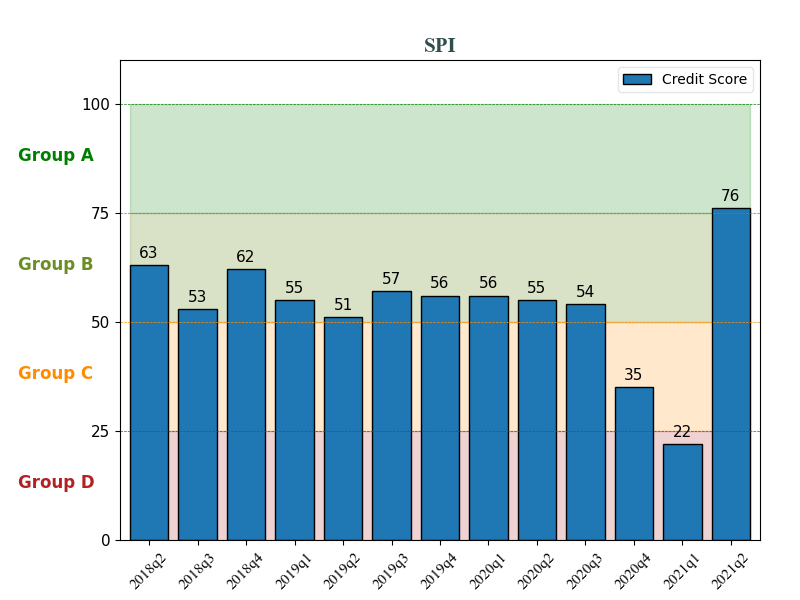 SPI
Credit Score
100
75
50
25
0
Group A
Group B
Group C
Group D
63
53
62
55
51
57
56
56
55
54
35
22
76
2018q2
2018q3
2018q4
2019q1
2019q2
2019q3
2019q4
2020q1
2020q2
2020q3
2020q4
2021q1
2021q2